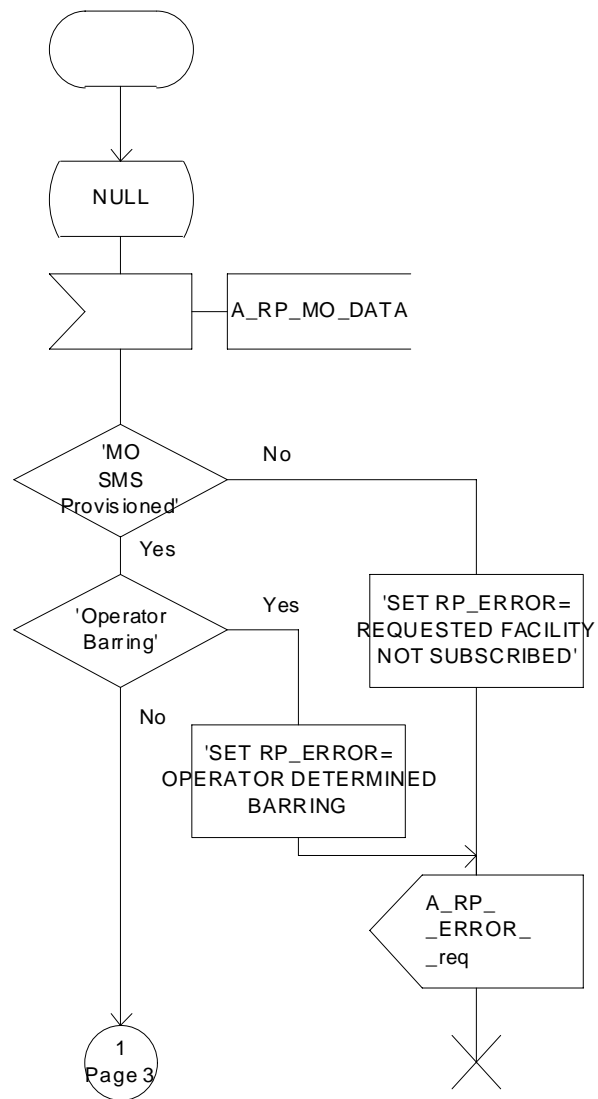 NULL
A_RP_MO_DATA
'MO
SMS
Provisioned'
No
Yes
'Operator
Barring'
Yes
'SET RP_ERROR=
REQUESTED FACILITY
NOT SUBSCRIBED'
No
'SET RP_ERROR=
OPERATOR DETERMINED
BARRING
A_RP_
_ERROR_
_req
1
Page 3